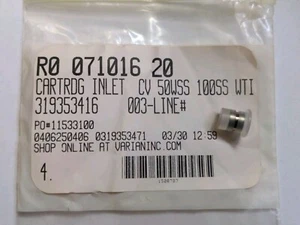 R0 071016 20
CARTRDG INLET CV 50WSS 100SS WTI
319353416 003-LINE#
PO#11533100
0406250406 0319353471 03/30 12:59
SHOP ONLINE AT VARIANINC.COM
4.